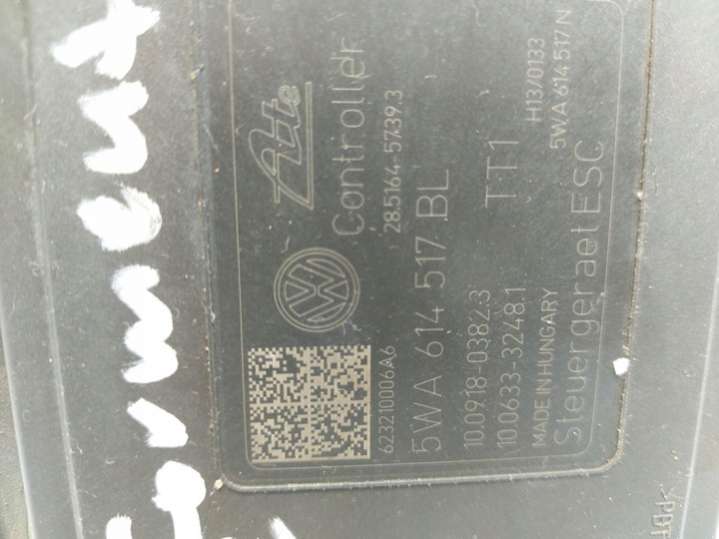 Ate
Controller
28.5164-5739.3
623210006A6
5WA 614 517 BL
10.0918-0382.3
TT1
10.0633-3248.1
H13/0133
MADE IN HUNGARY
5WA 614 517 N
Steuergeraet ESC